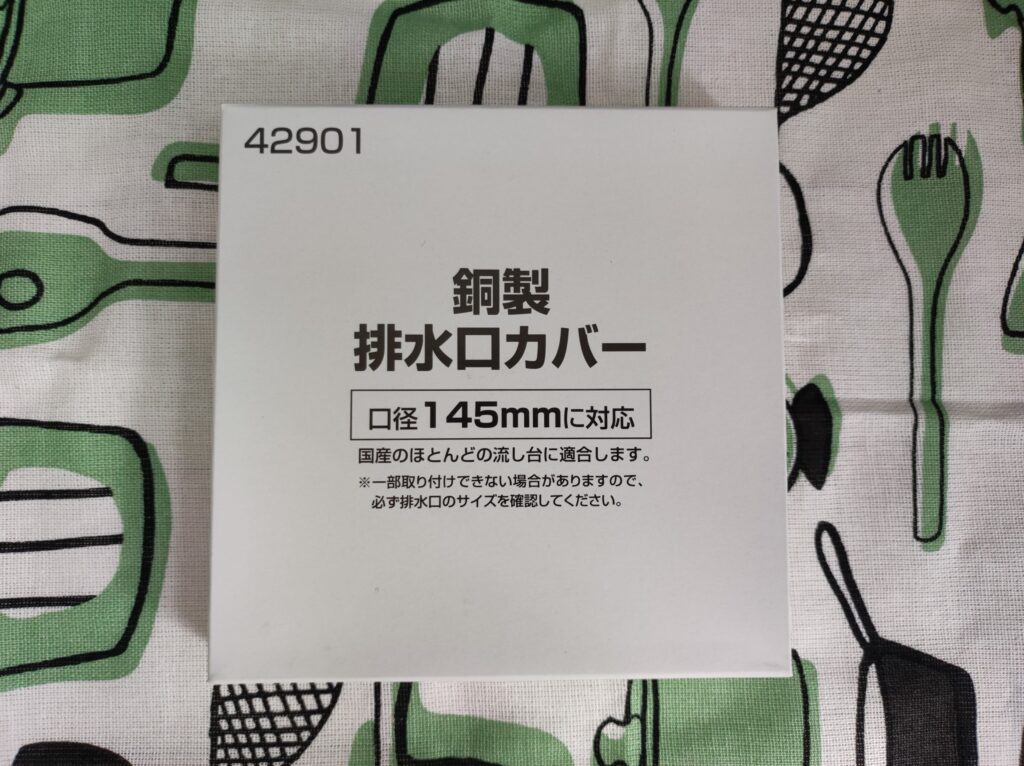 42901
銅製
排水口カバー
口径145mmに対応
国産のほとんどの流し台に適合します。
※一部取り付けできない場合がありますので、
必ず排水口のサイズを確認してください。